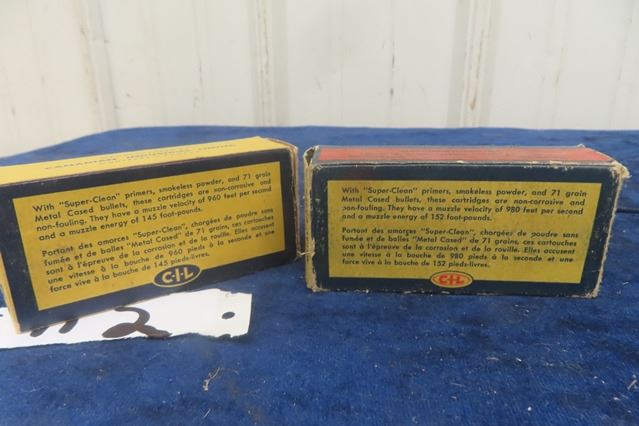 CANADIAN INDUSTRIES LIMITED
With "Super-Clean" primers, smokeless powder, and 71 grain
Metal Cased bullets, these cartridges are non-corrosive and
non-fouling. They have a muzzle velocity of 960 feet per second
and a muzzle energy of 145 foot-pounds.
Portant des amorces "Super-Clean", chargées de poudre sans
fumée et de balles "Metal Cased" de 71 grains, ces cartouches
sont à l'épreuve de la corrosion et de la rouille. Elles accusent
une vitesse à la bouche de 960 pieds à la seconde et une
force vive à la bouche de 145 pieds-livres.
C-I-L
2
With "Super-Clean" primers, smokeless powder, and 71 grain
Metal Cased bullets, these cartridges are non-corrosive and
non-fouling. They have a muzzle velocity of 980 feet per second
and a muzzle energy of 152 foot-pounds.
Portant des amorces "Super-Clean", chargées de poudre sans
fumée et de balles "Metal Cased" de 71 grains, ces cartouches
sont à l'épreuve de la corrosion et de la rouille. Elles accusent
une vitesse à la bouche de 980 pieds à la seconde et une
force vive à la bouche de 152 pieds-livres.
C-I-L